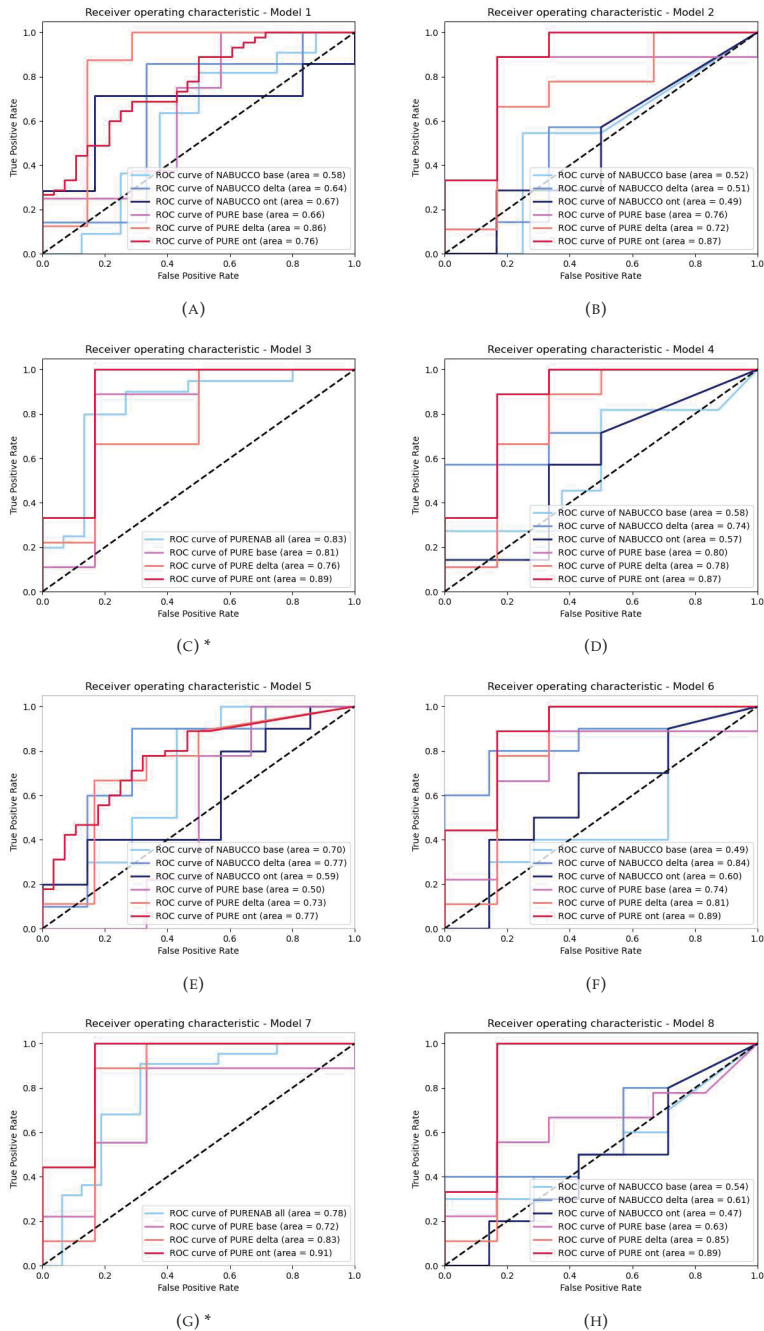 Receiver operating characteristic - Model 1
1.0
0.8
0.6
0.4
0.2
0.0
True Positive Rate
ROC curve of NABUCCO base (area = 0.58)
ROC curve of NABUCCO delta (area = 0.64)
ROC curve of NABUCCO ont (area = 0.67)
ROC curve of PURE base (area = 0.66)
ROC curve of PURE delta (area = 0.86)
ROC curve of PURE ont (area = 0.76)
0.0 0.2 0.4 0.6 0.8 1.0
False Positive Rate
(A)
Receiver operating characteristic - Model 2
1.0
0.8
0.6
0.4
0.2
0.0
True Positive Rate
ROC curve of NABUCCO base (area = 0.52)
ROC curve of NABUCCO delta (area = 0.51)
ROC curve of NABUCCO ont (area = 0.49)
ROC curve of PURE base (area = 0.76)
ROC curve of PURE delta (area = 0.72)
ROC curve of PURE ont (area = 0.87)
0.0 0.2 0.4 0.6 0.8 1.0
False Positive Rate
(B)
Receiver operating characteristic - Model 3
1.0
0.8
0.6
0.4
0.2
0.0
True Positive Rate
ROC curve of PURENAB all (area = 0.83)
ROC curve of PURE base (area = 0.81)
ROC curve of PURE delta (area = 0.76)
ROC curve of PURE ont (area = 0.89)
0.0 0.2 0.4 0.6 0.8 1.0
False Positive Rate
(C) *
Receiver operating characteristic - Model 4
1.0
0.8
0.6
0.4
0.2
0.0
True Positive Rate
ROC curve of NABUCCO base (area = 0.58)
ROC curve of NABUCCO delta (area = 0.74)
ROC curve of NABUCCO ont (area = 0.57)
ROC curve of PURE base (area = 0.80)
ROC curve of PURE delta (area = 0.78)
ROC curve of PURE ont (area = 0.87)
0.0 0.2 0.4 0.6 0.8 1.0
False Positive Rate
(D)
Receiver operating characteristic - Model 5
1.0
0.8
0.6
0.4
0.2
0.0
True Positive Rate
ROC curve of NABUCCO base (area = 0.70)
ROC curve of NABUCCO delta (area = 0.77)
ROC curve of NABUCCO ont (area = 0.59)
ROC curve of PURE base (area = 0.50)
ROC curve of PURE delta (area = 0.73)
ROC curve of PURE ont (area = 0.77)
0.0 0.2 0.4 0.6 0.8 1.0
False Positive Rate
(E)
Receiver operating characteristic - Model 6
1.0
0.8
0.6
0.4
0.2
0.0
True Positive Rate
ROC curve of NABUCCO base (area = 0.49)
ROC curve of NABUCCO delta (area = 0.84)
ROC curve of NABUCCO ont (area = 0.60)
ROC curve of PURE base (area = 0.74)
ROC curve of PURE delta (area = 0.81)
ROC curve of PURE ont (area = 0.89)
0.0 0.2 0.4 0.6 0.8 1.0
False Positive Rate
(F)
Receiver operating characteristic - Model 7
1.0
0.8
0.6
0.4
0.2
0.0
True Positive Rate
ROC curve of PURENAB all (area = 0.78)
ROC curve of PURE base (area = 0.72)
ROC curve of PURE delta (area = 0.83)
ROC curve of PURE ont (area = 0.91)
0.0 0.2 0.4 0.6 0.8 1.0
False Positive Rate
(G) *
Receiver operating characteristic - Model 8
1.0
0.8
0.6
0.4
0.2
0.0
True Positive Rate
ROC curve of NABUCCO base (area = 0.54)
ROC curve of NABUCCO delta (area = 0.61)
ROC curve of NABUCCO ont (area = 0.47)
ROC curve of PURE base (area = 0.63)
ROC curve of PURE delta (area = 0.85)
ROC curve of PURE ont (area = 0.89)
0.0 0.2 0.4 0.6 0.8 1.0
False Positive Rate
(H)